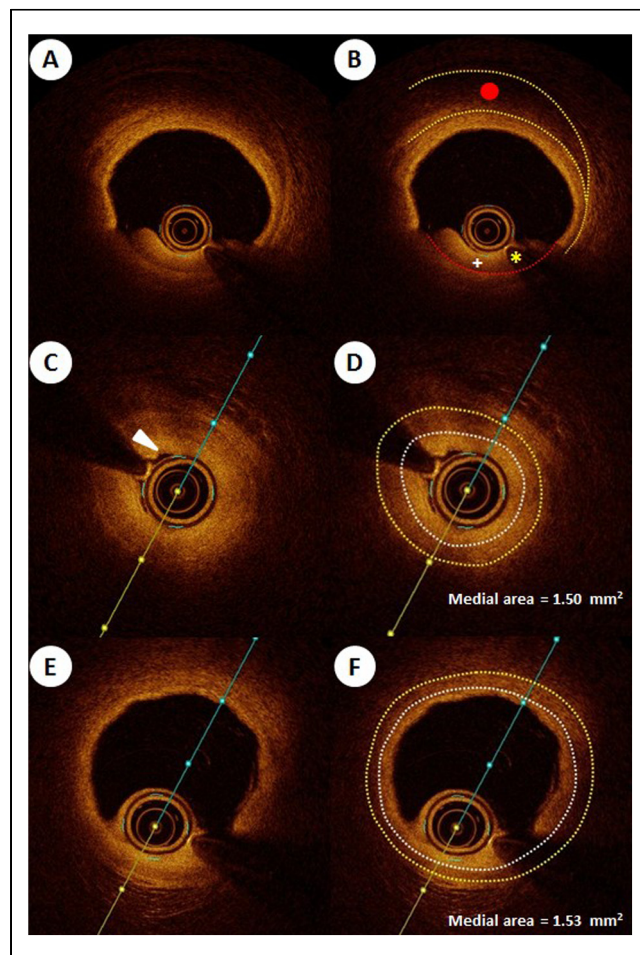 A
B
+
*
C
D
Medial area = 1.50 mm²
E
F
Medial area = 1.53 mm²